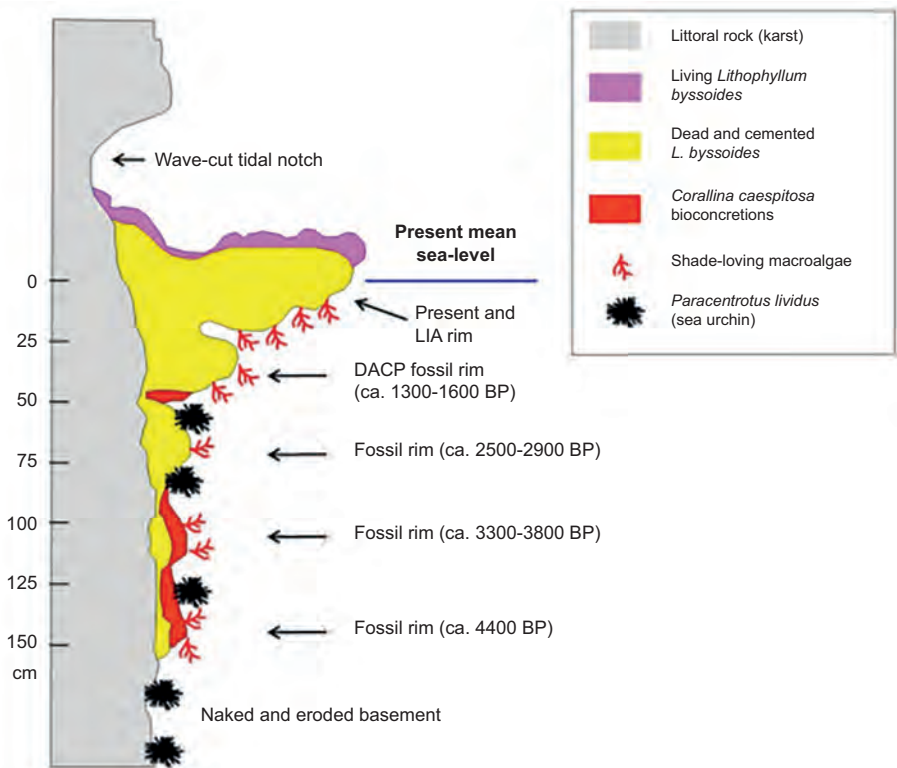 Wave-cut tidal notch
Present mean
sea-level
Present and
LIA rim
DACP fossil rim
(ca. 1300-1600 BP)
Fossil rim (ca. 2500-2900 BP)
Fossil rim (ca. 3300-3800 BP)
Fossil rim (ca. 4400 BP)
Naked and eroded basement
0
25
50
75
100
125
150
cm
Littoral rock (karst)
Living Lithophyllum
byssoides
Dead and cemented
L. byssoides
Corallina caespitosa
bioconcretions
Shade-loving macroalgae
Paracentrotus lividus
(sea urchin)